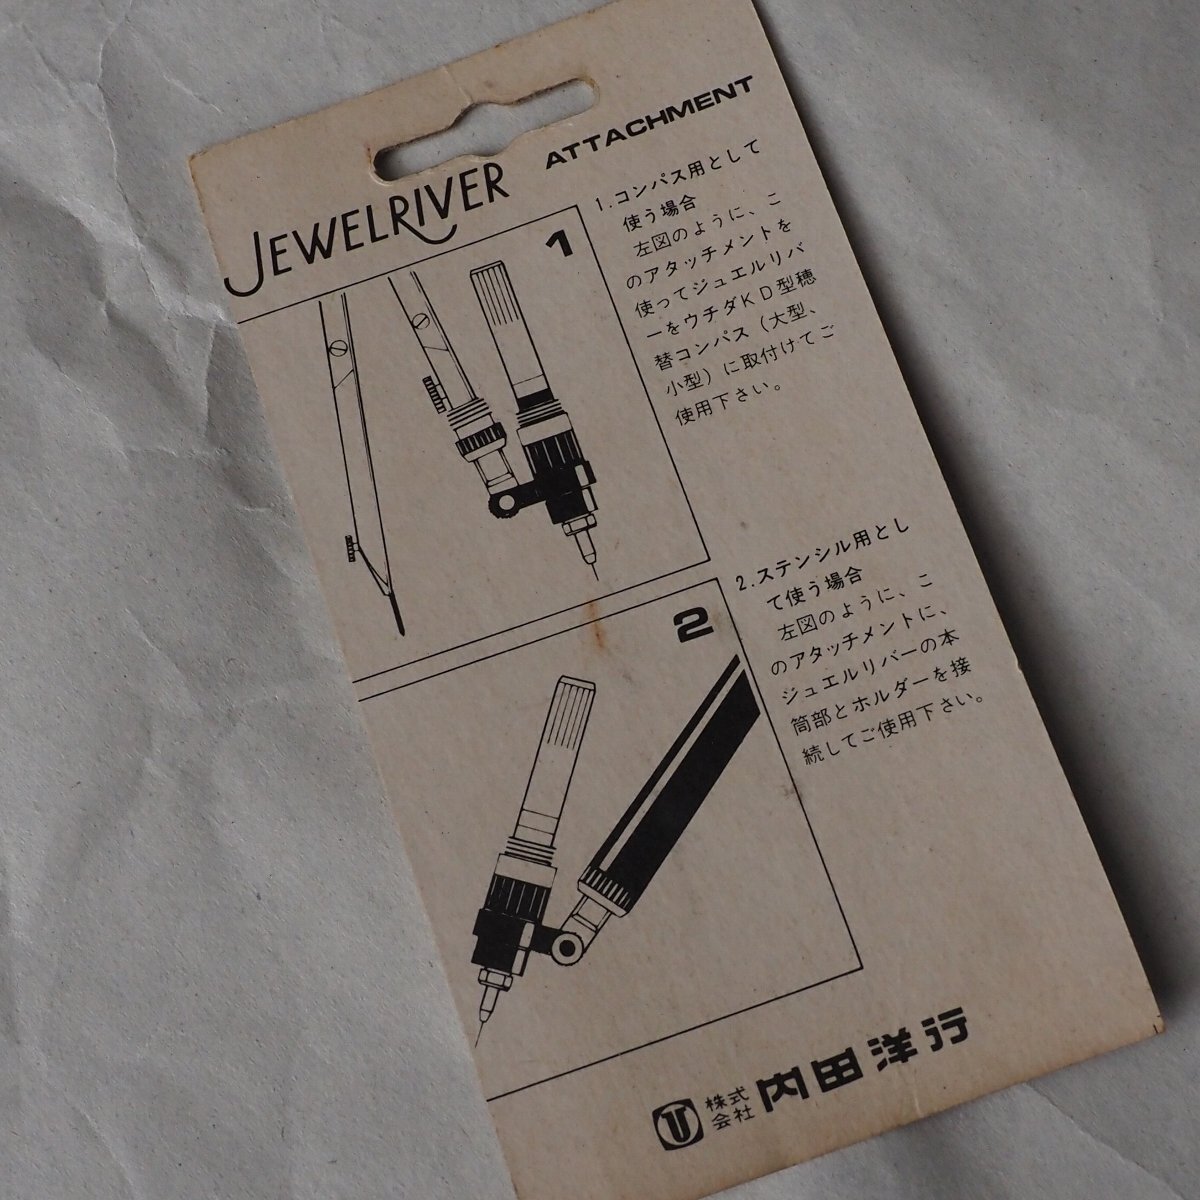 JEWELRIVER ATTACHMENT
1
1.コンパス用として
使う場合
左図のように、こ
のアタッチメントを
使ってジュエルリバ
ーをウチダKD型穂
替コンパス（大型、
小型）に取付けてご
使用下さい。
2
2.ステンシル用とし
て使う場合
左図のように、こ
のアタッチメントに、
ジュエルリバーの本
筒部とホルダーを接
続してご使用下さい。
U 株式会社 内田洋行